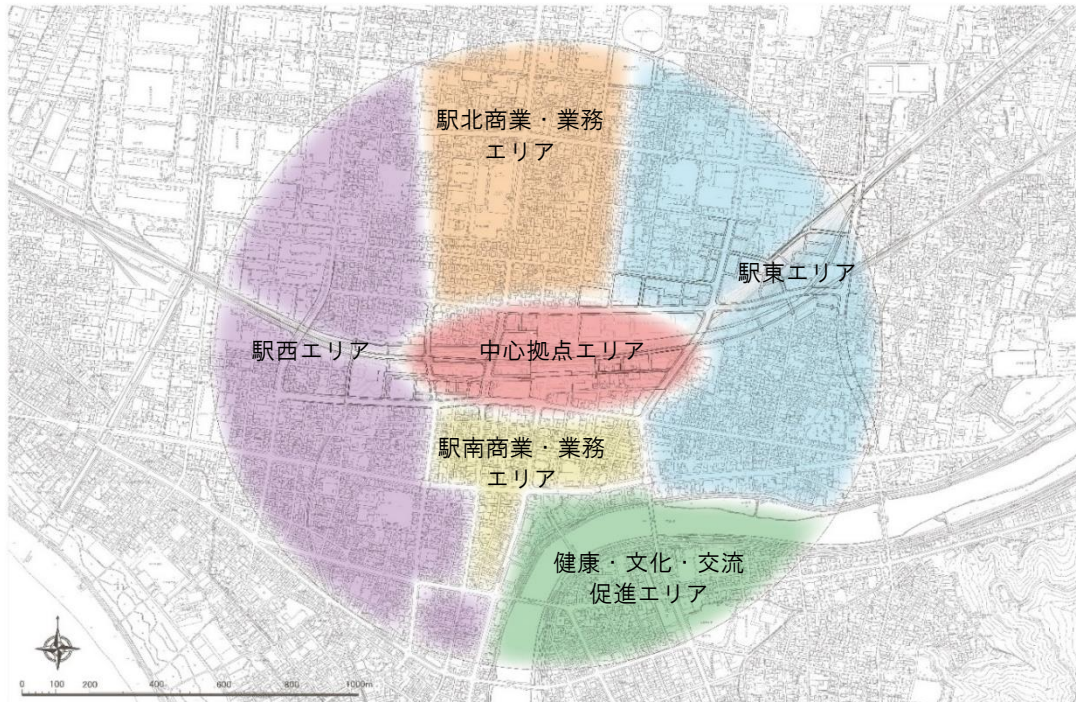 駅北商業・業務
エリア
駅東エリア
駅西エリア
中心拠点エリア
駅南商業・業務
エリア
健康・文化・交流
促進エリア
0 100 200 400 600 800 1000m